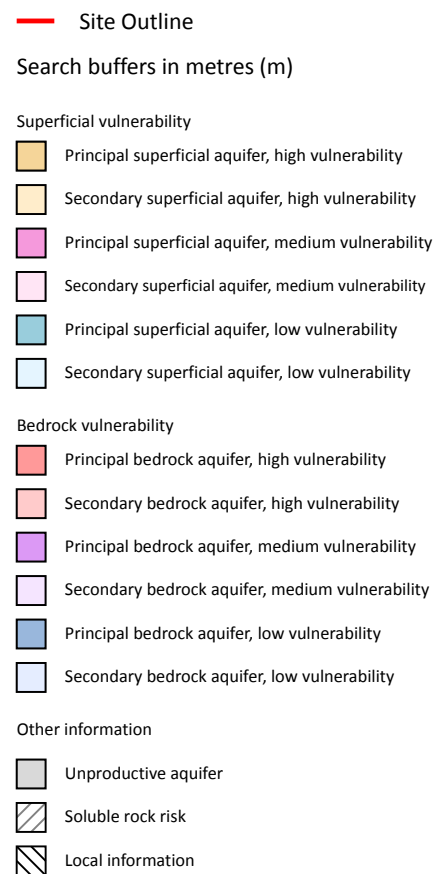 Site Outline
Search buffers in metres (m)
Superficial vulnerability
Principal superficial aquifer, high vulnerability
Secondary superficial aquifer, high vulnerability
Principal superficial aquifer, medium vulnerability
Secondary superficial aquifer, medium vulnerability
Principal superficial aquifer, low vulnerability
Secondary superficial aquifer, low vulnerability
Bedrock vulnerability
Principal bedrock aquifer, high vulnerability
Secondary bedrock aquifer, high vulnerability
Principal bedrock aquifer, medium vulnerability
Secondary bedrock aquifer, medium vulnerability
Principal bedrock aquifer, low vulnerability
Secondary bedrock aquifer, low vulnerability
Other information
Unproductive aquifer
Soluble rock risk
Local information